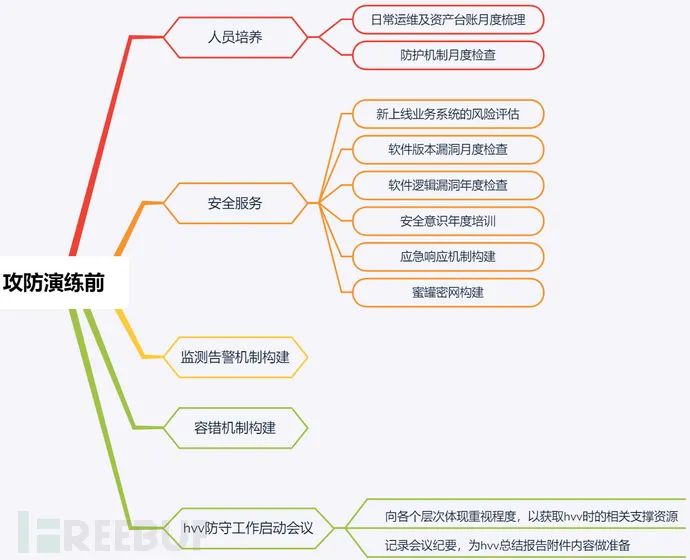 攻防演练前
人员培养
日常运维及资产台账月度梳理
防护机制月度检查
安全服务
新上线业务系统的风险评估
软件版本漏洞月度检查
软件逻辑漏洞年度检查
安全意识年度培训
应急响应机制构建
蜜罐密网构建
监测告警机制构建
容错机制构建
hvv防守工作启动会议
向各个层次体现重视程度，以获取hvv时的相关支撑资源
记录会议纪要，为hvv总结报告附件内容做准备
FREEBUF